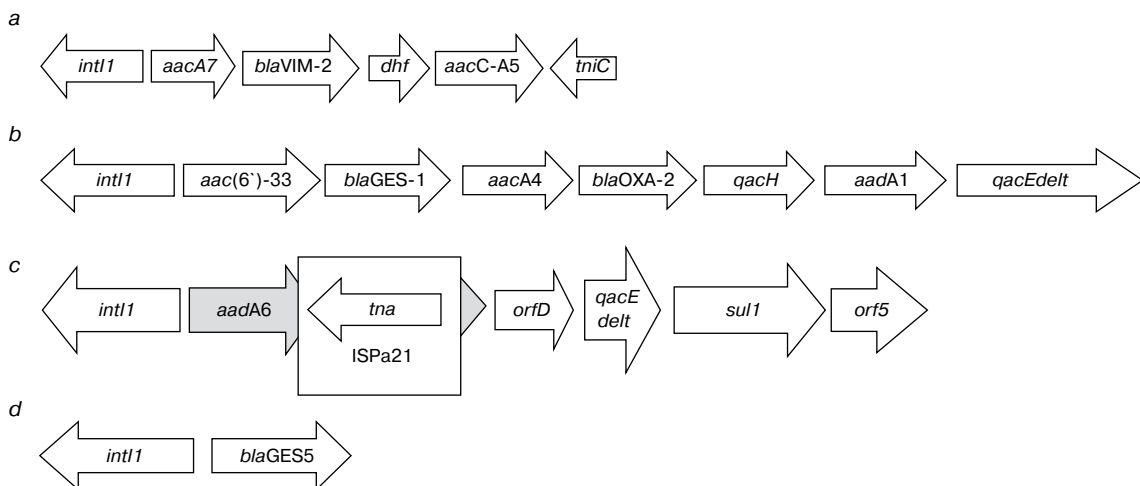 a
intI1 aacA7 blaVIM-2 dhf aacC-A5 tniC
b
intI1 aac(6`)-33 blaGES-1 aacA4 blaOXA-2 qacH aadA1 qacEdelt
c
intI1 aadA6 tna orfD qacE sul1 orf5
delt
ISPa21
d
intI1 blaGES5